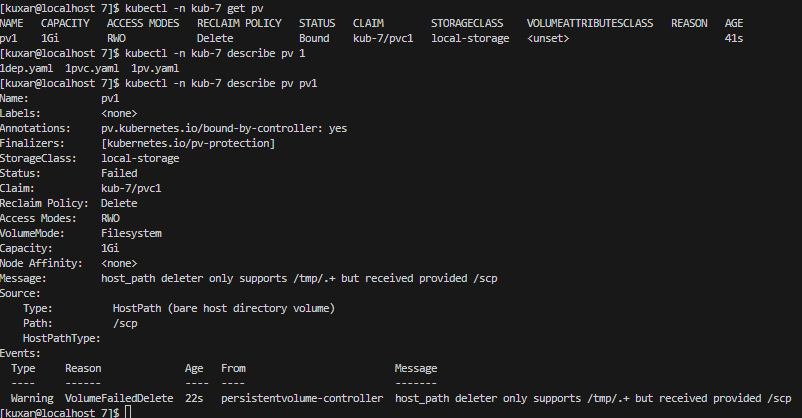 [kuxar@localhost 7]$ kubectl -n kub-7 get pv
NAME   CAPACITY   ACCESS MODES   RECLAIM POLICY   STATUS   CLAIM        STORAGECLASS    VOLUMEATTRIBUTESCLASS   REASON   AGE
pv1    1Gi        RWO            Delete           Bound    kub-7/pvc1   local-storage   <unset>                          41s
[kuxar@localhost 7]$ kubectl -n kub-7 describe pv 1
1dep.yaml  1pvc.yaml  1pv.yaml
[kuxar@localhost 7]$ kubectl -n kub-7 describe pv pv1
Name:            pv1
Labels:          <none>
Annotations:     pv.kubernetes.io/bound-by-controller: yes
Finalizers:      [kubernetes.io/pv-protection]
StorageClass:    local-storage
Status:          Failed
Claim:           kub-7/pvc1
Reclaim Policy:  Delete
Access Modes:    RWO
VolumeMode:      Filesystem
Capacity:        1Gi
Node Affinity:   <none>
Message:         host_path deleter only supports /tmp/.+ but received provided /scp
Source:
    Type:          HostPath (bare host directory volume)
    Path:          /scp
    HostPathType:
Events:
  Type     Reason              Age   From                         Message
  ----     ------              ----  ----                         -------
  Warning  VolumeFailedDelete  22s   persistentvolume-controller  host_path deleter only supports /tmp/.+ but received provided /scp
[kuxar@localhost 7]$